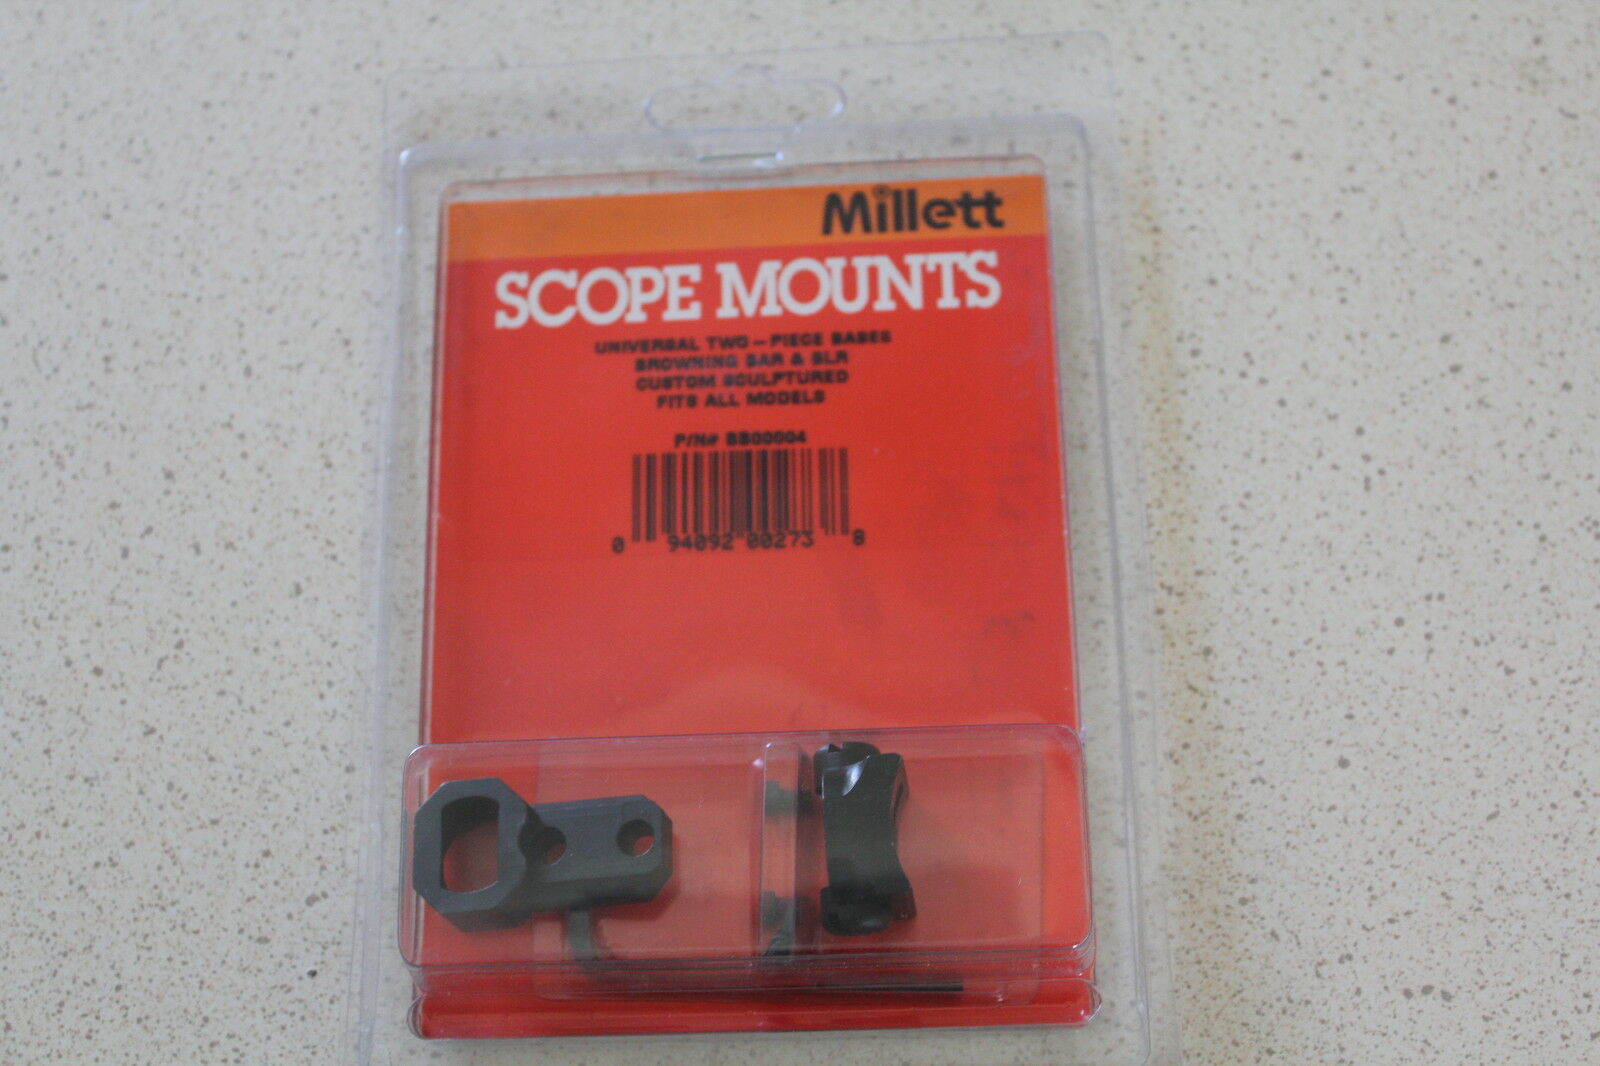 Millett
SCOPE MOUNTS
UNIVERSAL TWO-PIECE BASES
BROWNING BAR & BLR
CUSTOM SCULPTURED
FITS ALL MODELS
P/N# BB00004
0 94092 00273 8